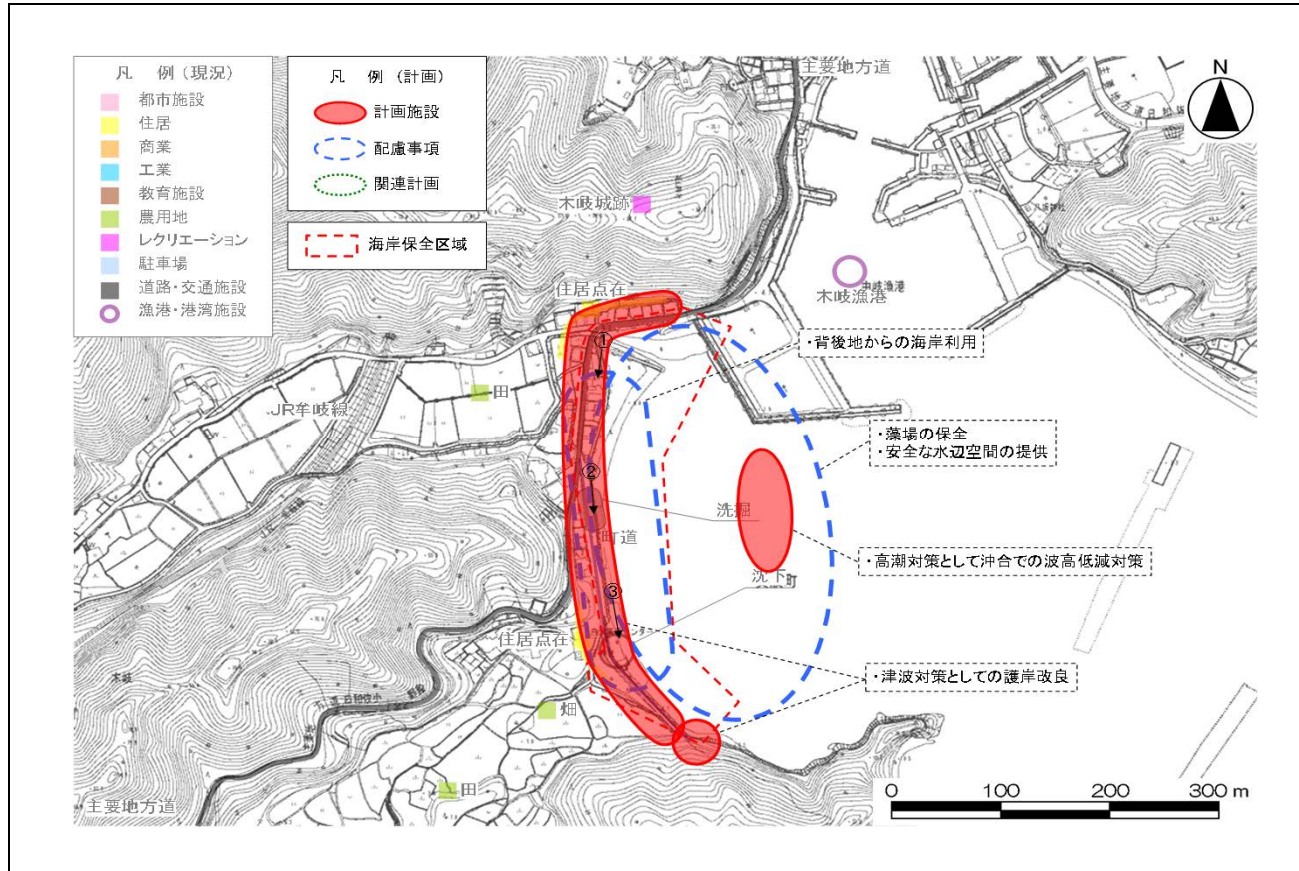 凡 例 (現況)
都市施設
住居
商業
工業
教育施設
農用地
レクリエーション
駐車場
道路・交通施設
漁港・港湾施設
凡 例 (計画)
計画施設
配慮事項
関連計画
海岸保全区域
主要地方道
N
木岐城跡
木岐漁港
住居点在
①
・背後地からの海岸利用
JR牟岐線
田
・藻場の保全
・安全な水辺空間の提供
②
洗掘
町道
・高潮対策として沖合での波高低減対策
沈下
③
住居点在
・津波対策としての護岸改良
木岐
畑
田
主要地方道
0 100 200 300 m